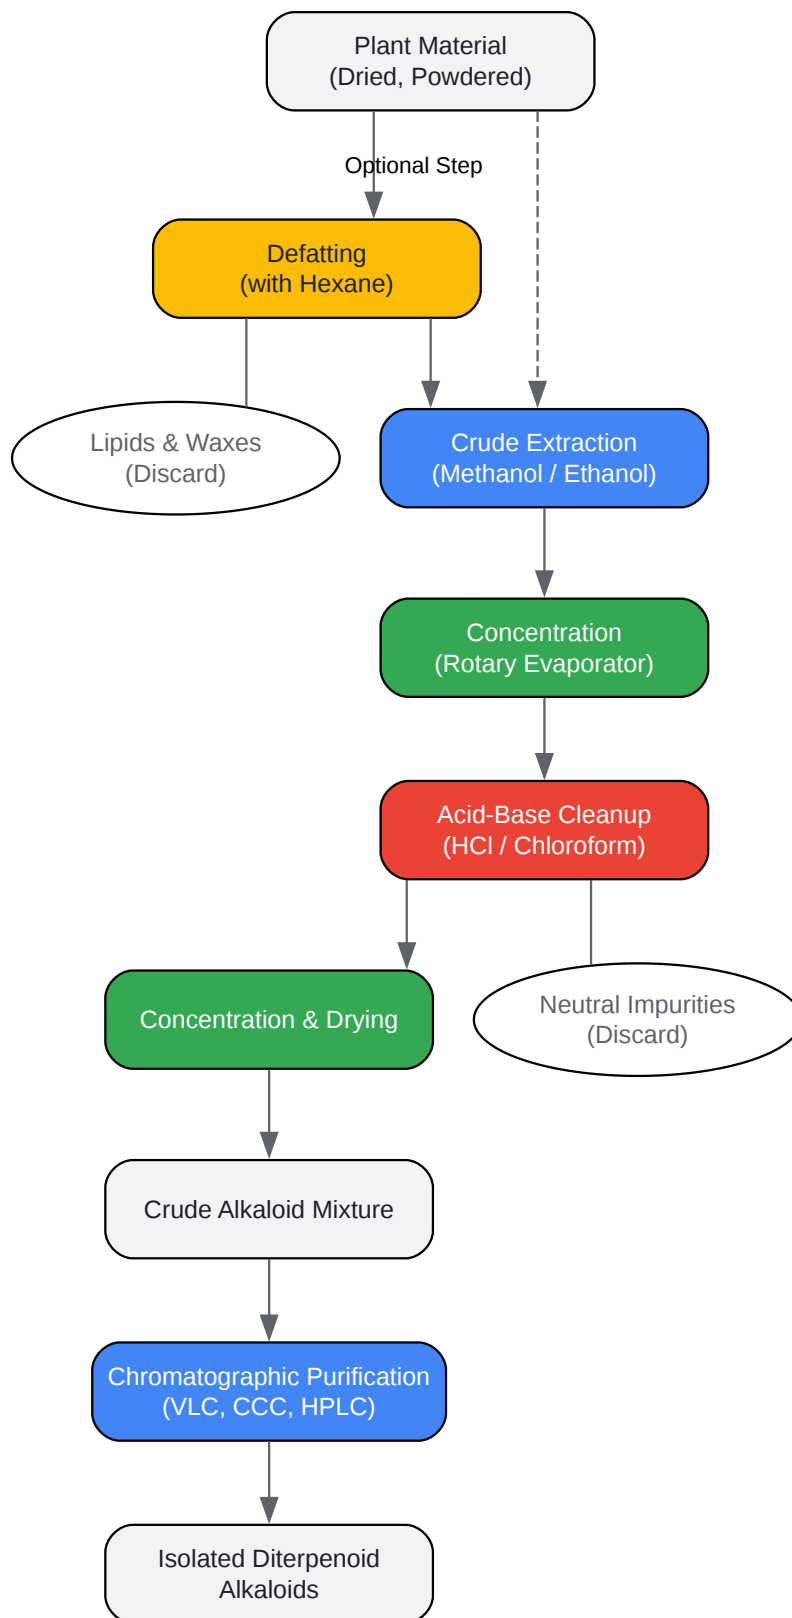 Plant Material
(Dried, Powdered)
Optional Step
Defatting
(with Hexane)
Lipids & Waxes
(Discard)
Crude Extraction
(Methanol / Ethanol)
Concentration
(Rotary Evaporator)
Acid-Base Cleanup
(HCl / Chloroform)
Concentration & Drying
Neutral Impurities
(Discard)
Crude Alkaloid Mixture
Chromatographic Purification
(VLC, CCC, HPLC)
Isolated Diterpenoid
Alkaloids